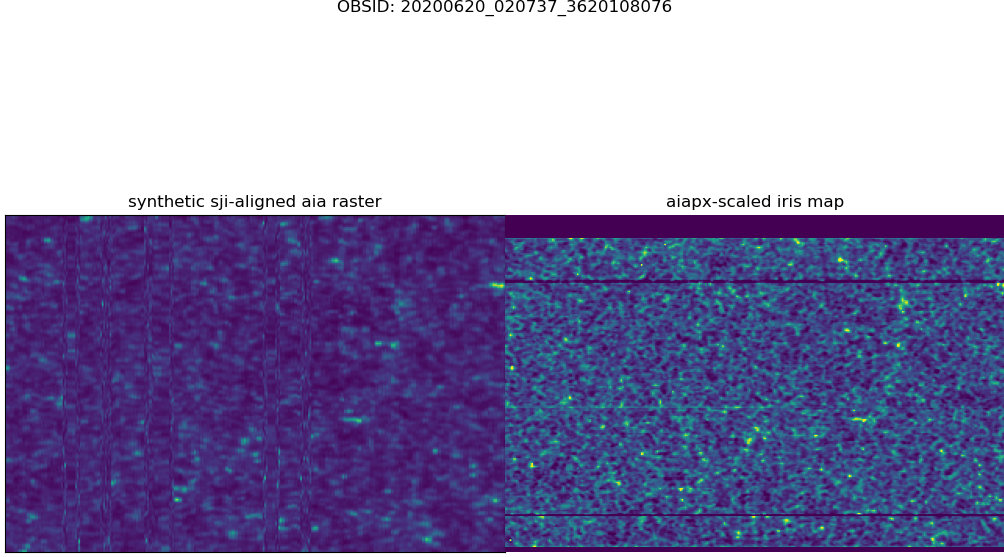 OBSID: 20200620_020737_3620108076
synthetic sji-aligned aia raster
aiapx-scaled iris map